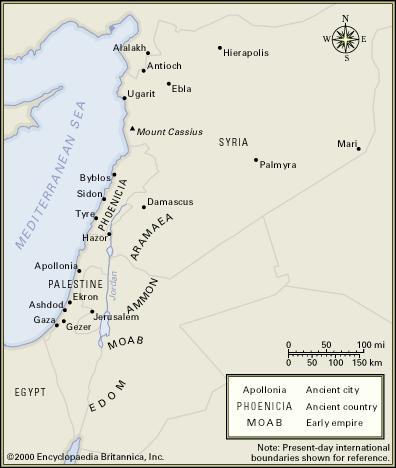 N
W E
S
Alalakh
Hierapolis
Antioch
Ebla
Ugarit
Mount Cassius
MEDITERRANEAN SEA
SYRIA
Mari
Palmyra
Byblos
Sidon
PHOENICIA
Damascus
Tyre
Hazor
ARAMAEA
Apollonia
Jordan
PALESTINE
AMMON
Ekron
Ashdod
Jerusalem
Gaza
Gezer
MOAB
EDOM
EGYPT
0 50 100 mi
0 50 100 150 km
Apollonia Ancient city
PHOENICIA Ancient country
MOAB Early empire
Note: Present-day international
boundaries shown for reference.
©2000 Encyclopaedia Britannica, Inc.